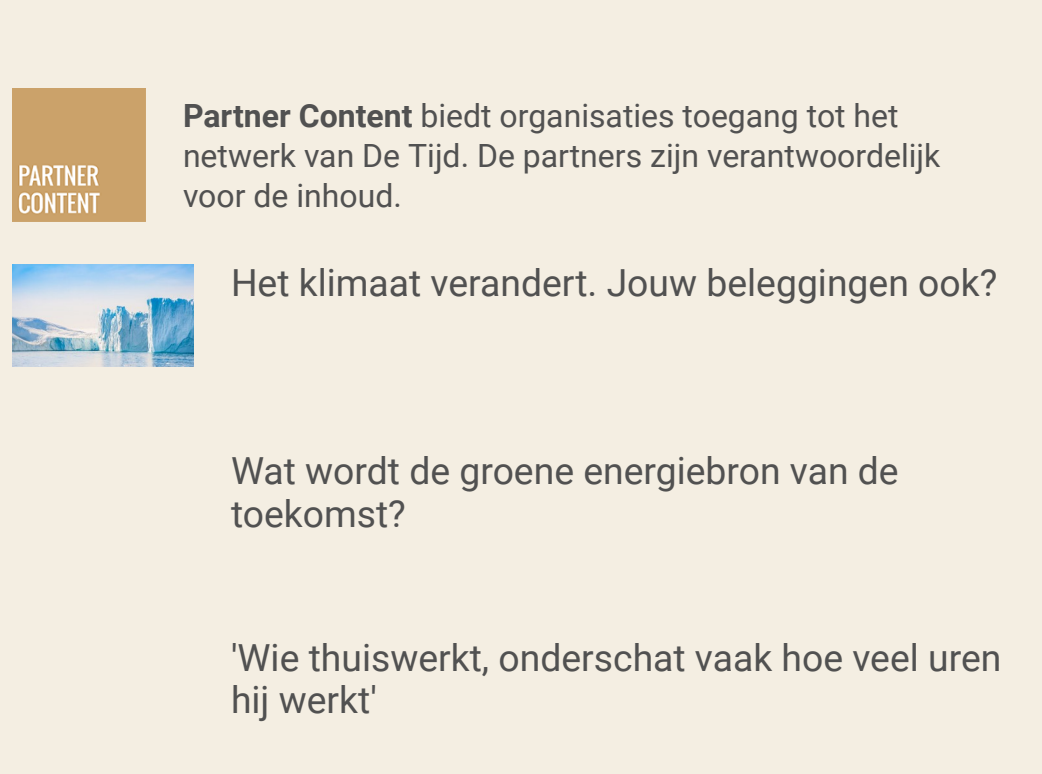 PARTNER
CONTENT
Partner Content biedt organisaties toegang tot het
netwerk van De Tijd. De partners zijn verantwoordelijk
voor de inhoud.
Het klimaat verandert. Jouw beleggingen ook?
Wat wordt de groene energiebron van de
toekomst?
'Wie thuiswerkt, onderschat vaak hoe veel uren
hij werkt'